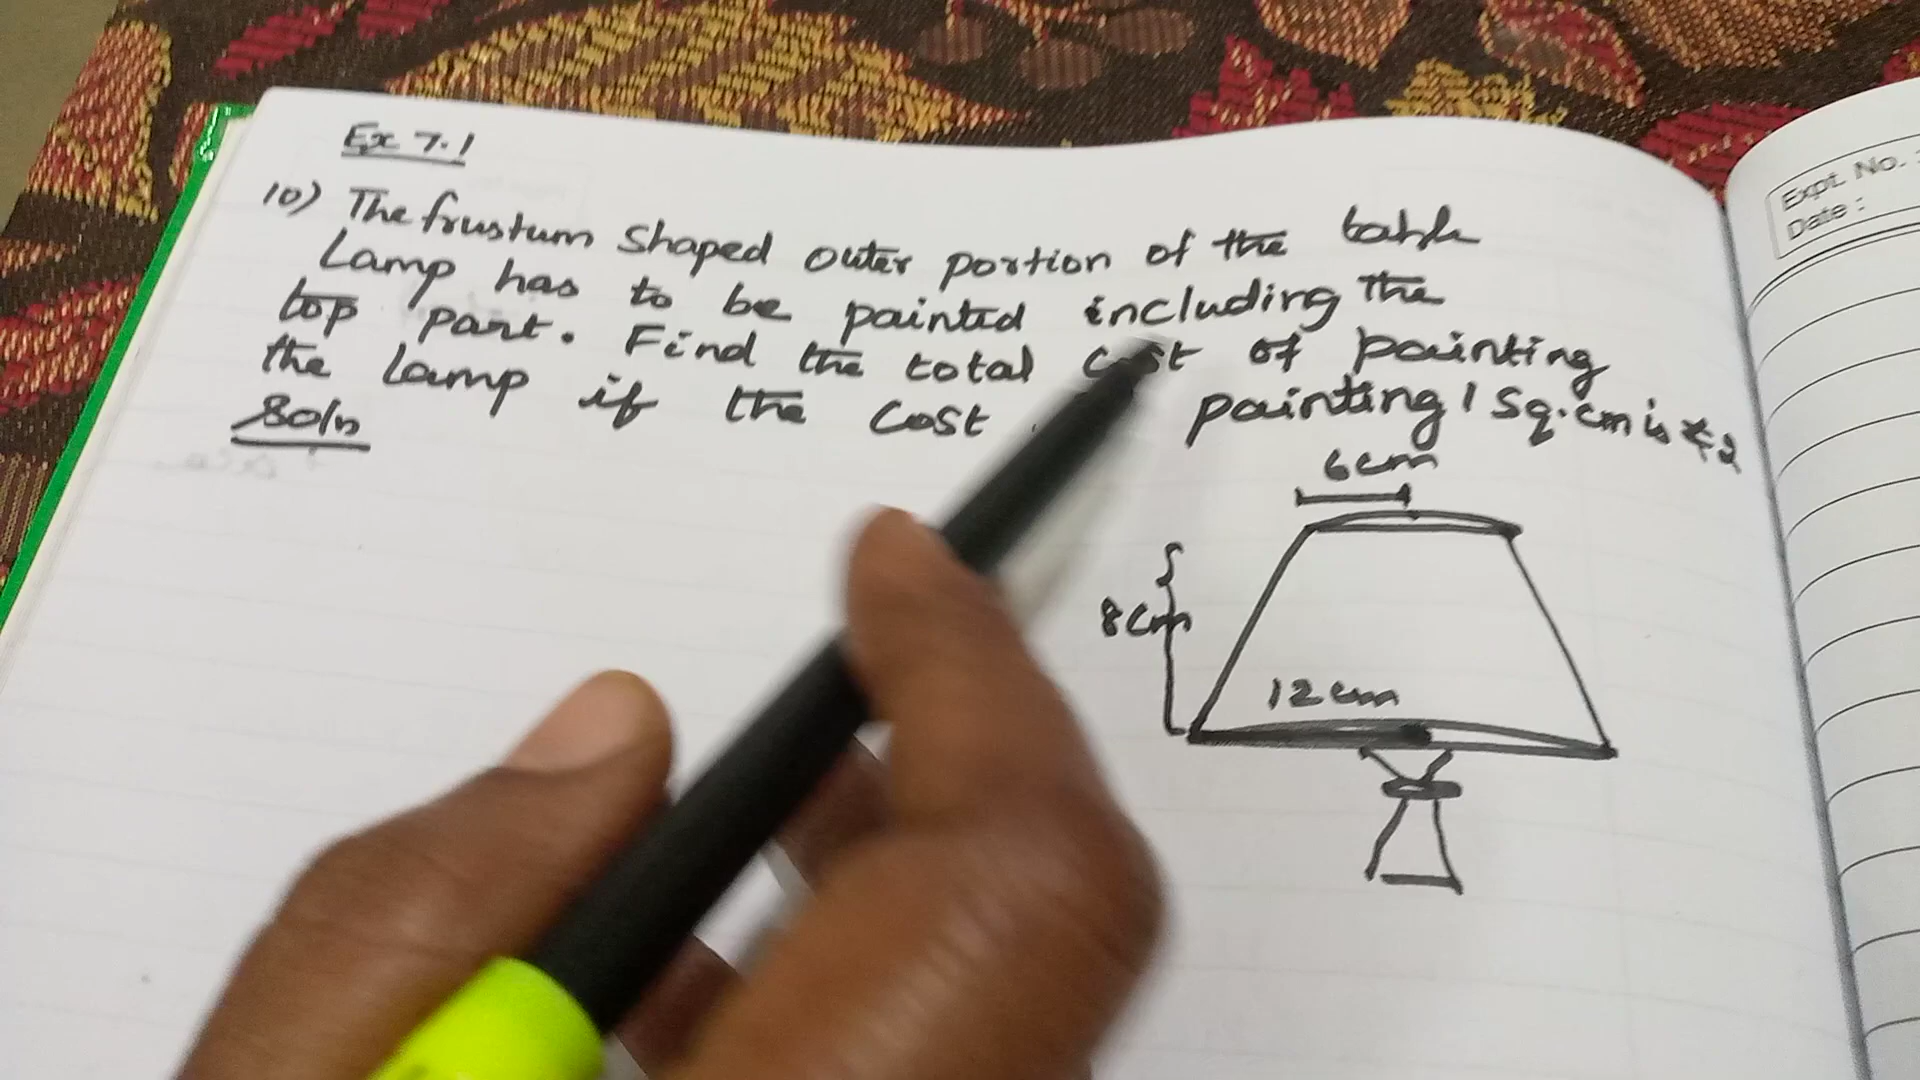 Ex 7.1
10) The frustum shaped outer portion of the table
Lamp has to be painted including the
top part. Find the total cost of painting
the lamp if the cost painting 1 sq.cm is ₹2
Soln
6cm
8cm
12cm
Expt. No. :
Date :